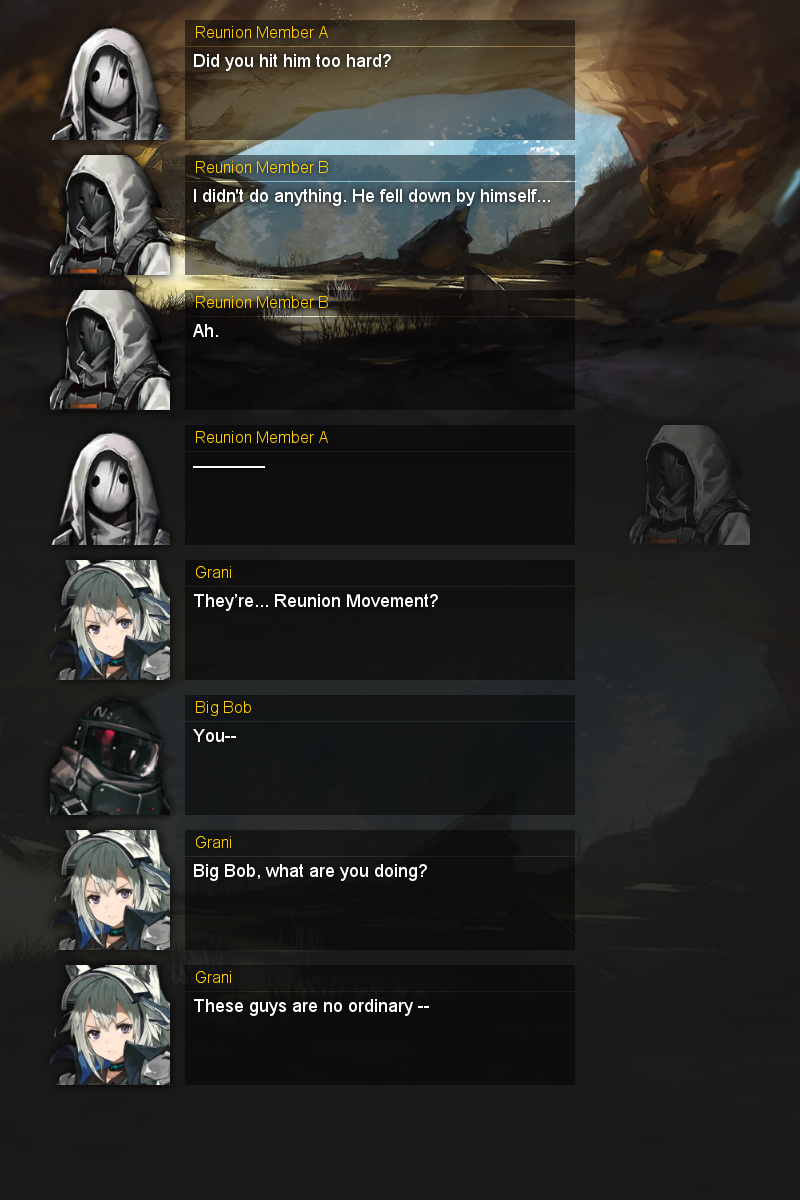 Reunion Member A
Did you hit him too hard?
Reunion Member B
I didn't do anything. He fell down by himself...
Reunion Member B
Ah.
Reunion Member A
————
Grani
They're... Reunion Movement?
Big Bob
You--
Grani
Big Bob, what are you doing?
Grani
These guys are no ordinary --